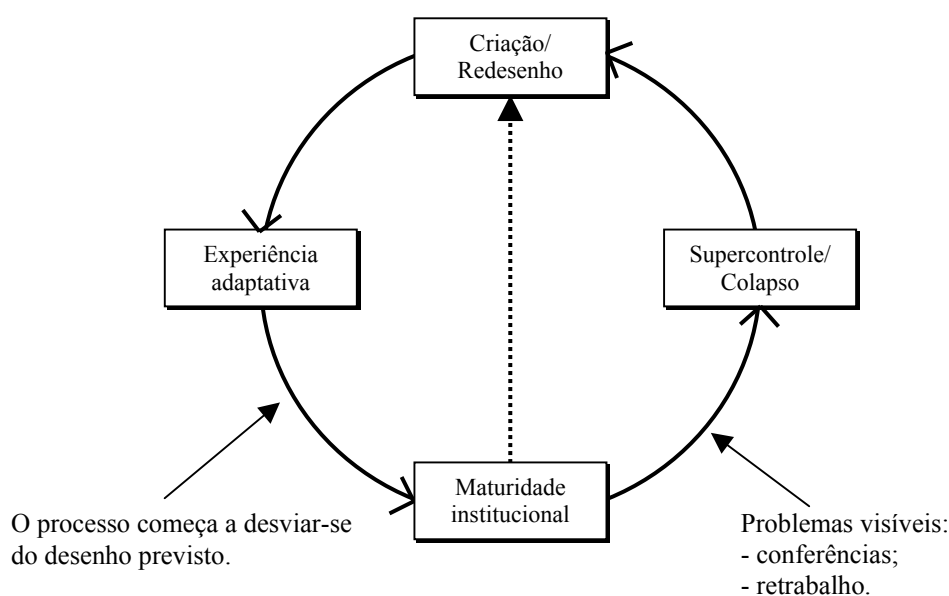 Criação/
Redesenho
Experiência
adaptativa
Supercontrole/
Colapso
Maturidade
institucional
O processo começa a desviar-se
do desenho previsto.
Problemas visíveis:
- conferências;
- retrabalho.